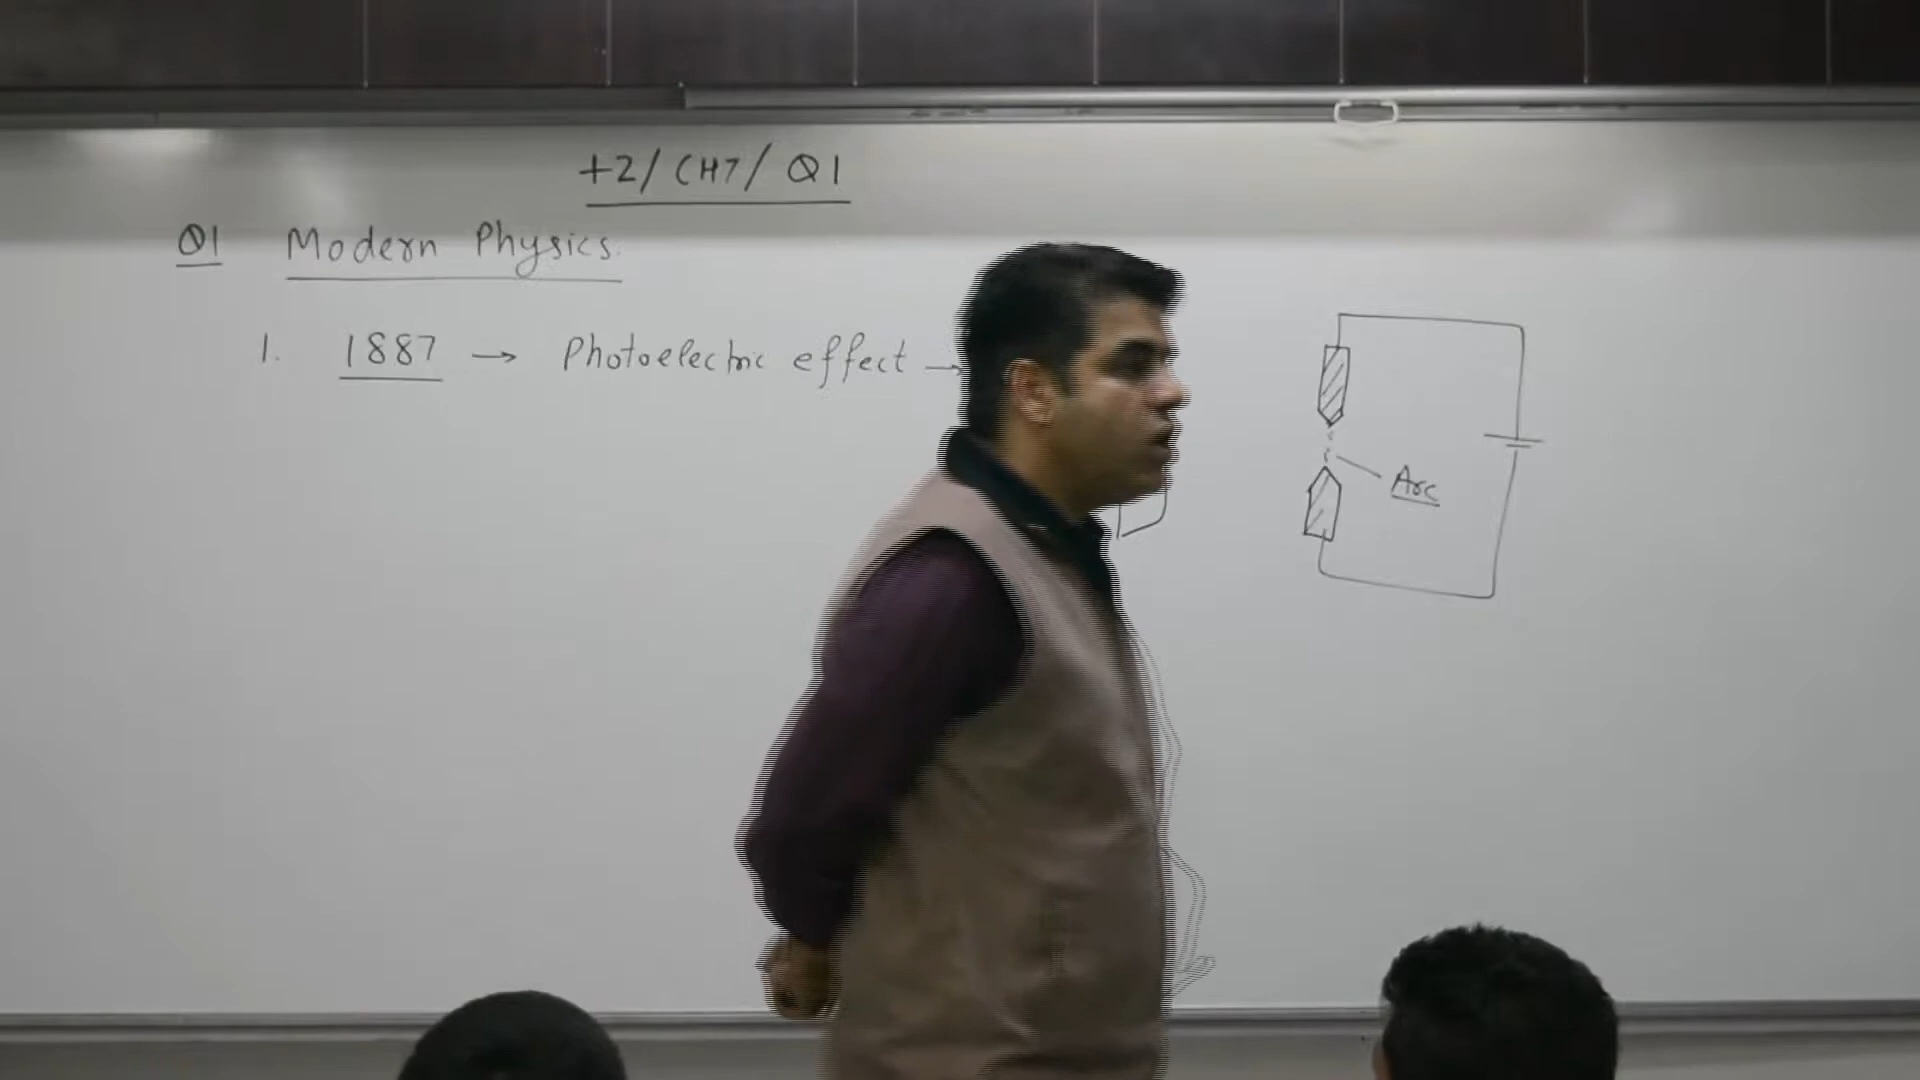 +2/ CH7/ Q1
Q1 Modern Physics.
1. 1887 → Photoelectric effect →
Arc